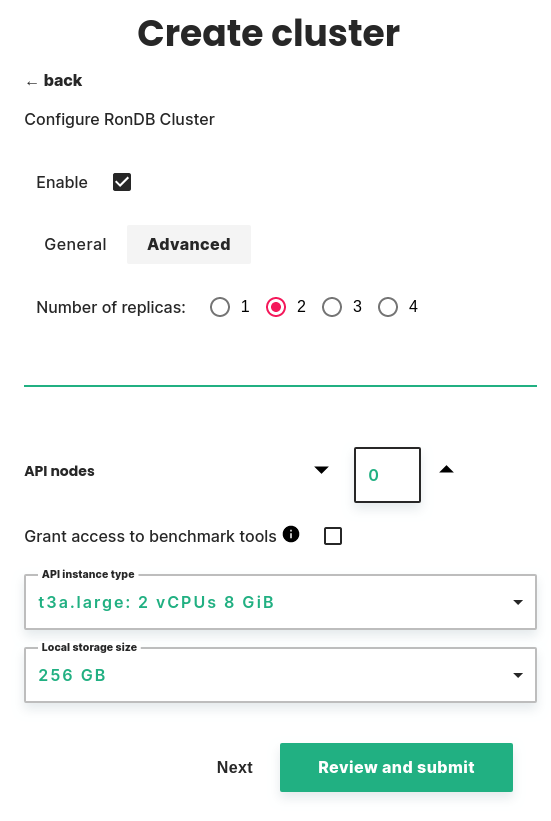 Create cluster
← back
Configure RonDB Cluster
Enable
General Advanced
Number of replicas: 1 2 3 4
API nodes 0
Grant access to benchmark tools
API instance type
t3a.large: 2 vCPUs 8 GiB
Local storage size
256 GB
Next Review and submit